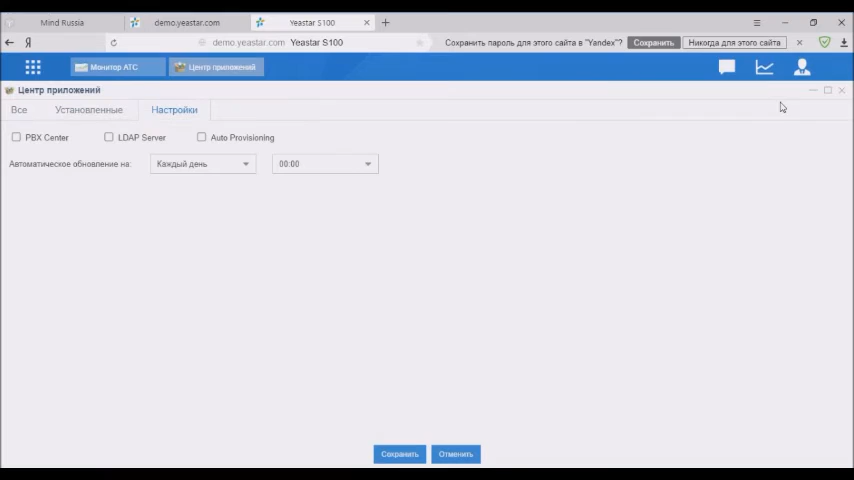 Mind Russia demo.yeastar.com Yeastar S100
Я demo.yeastar.com Yeastar S100 Сохранить пароль для этого сайта в "Yandex"? Сохранить Никогда для этого сайта
Монитор АТС Центр приложений
Центр приложений
Все Установленные Настройки
PBX Center LDAP Server Auto Provisioning
Автоматическое обновление на: Каждый день 00:00
Сохранить Отменить